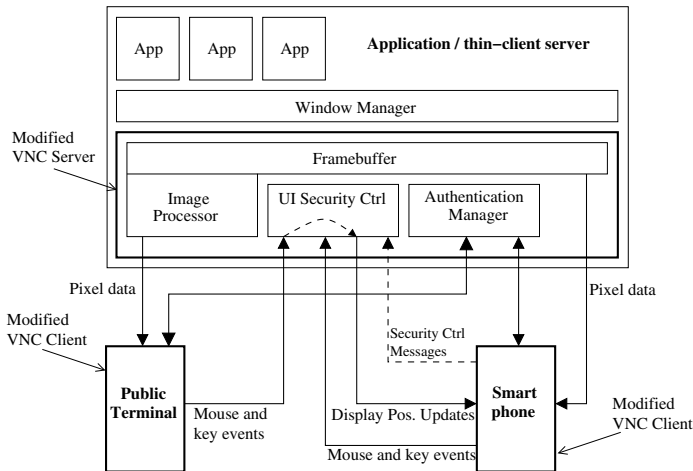 App
App
App
Application / thin−client server
Window Manager
Modified
VNC Server
Framebuffer
Image
Processor
UI Security Ctrl
Authentication
Manager
Pixel data
Pixel data
Modified
VNC Client
Security Ctrl
Messages
Public
Terminal
Smart
phone
Mouse and
key events
Display Pos. Updates
Mouse and key events
Modified
VNC Client